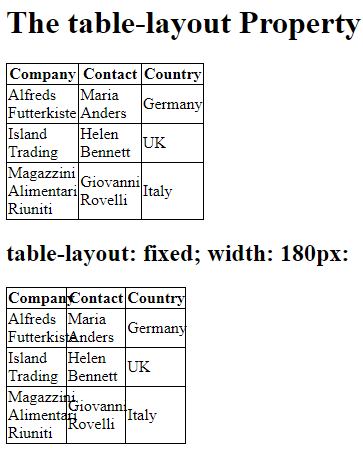 The table-layout Property
Company Contact Country
Alfreds Maria
Futterkiste Anders Germany
Island Helen
Trading Bennett UK
Magazzini
Alimentari Giovanni Italy
Riuniti Rovelli
table-layout: fixed; width: 180px:
Company Contact Country
Alfreds Maria
Futterkiste Anders Germany
Island Helen
Trading Bennett UK
Magazzini
Alimentari Giovanni Italy
Riuniti Rovelli